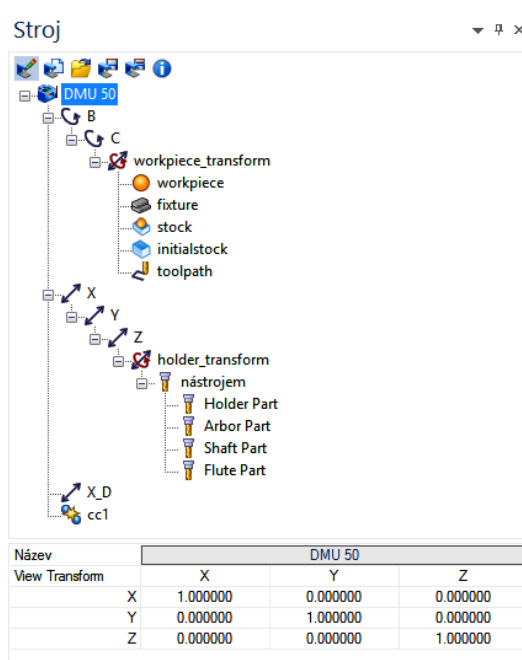 Stroj
DMU 50
B
C
workpiece_transform
workpiece
fixture
stock
initialstock
toolpath
X
Y
Z
holder_transform
nástrojem
Holder Part
Arbor Part
Shaft Part
Flute Part
X_D
cc1
Název DMU 50
View Transform X Y Z
X 1.000000 0.000000 0.000000
Y 0.000000 1.000000 0.000000
Z 0.000000 0.000000 1.000000